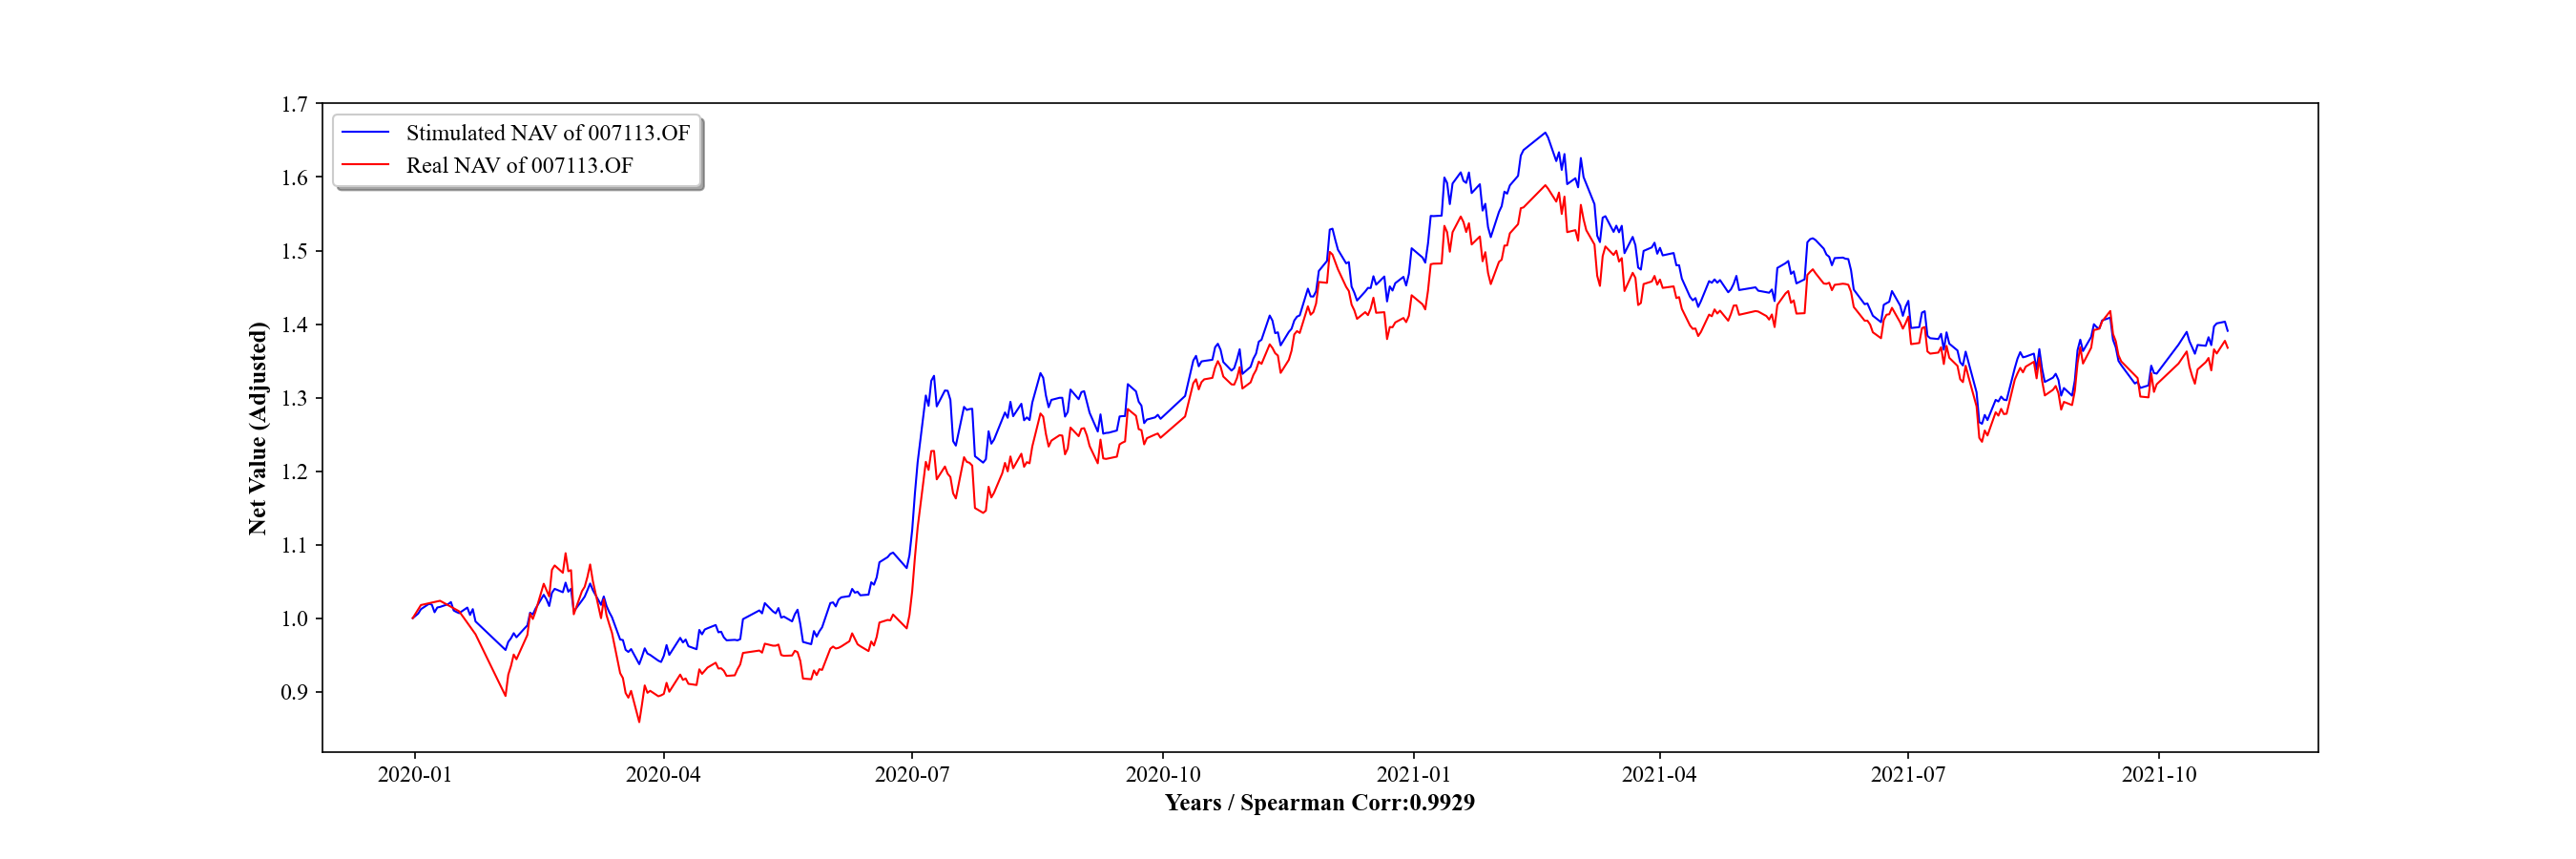 1.7
1.6
1.5
1.4
1.3
1.2
1.1
1.0
0.9
Net Value (Adjusted)
Stimulated NAV of 007113.OF
Real NAV of 007113.OF
2020-01 2020-04 2020-07 2020-10 2021-01 2021-04 2021-07 2021-10
Years / Spearman Corr:0.9929